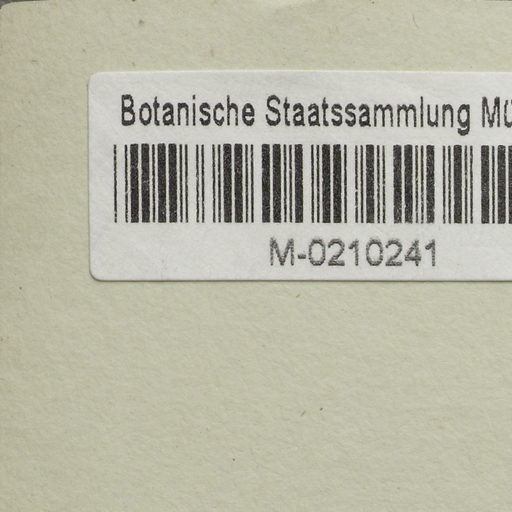 Botanische Staatssammlung Mü
M-0210241